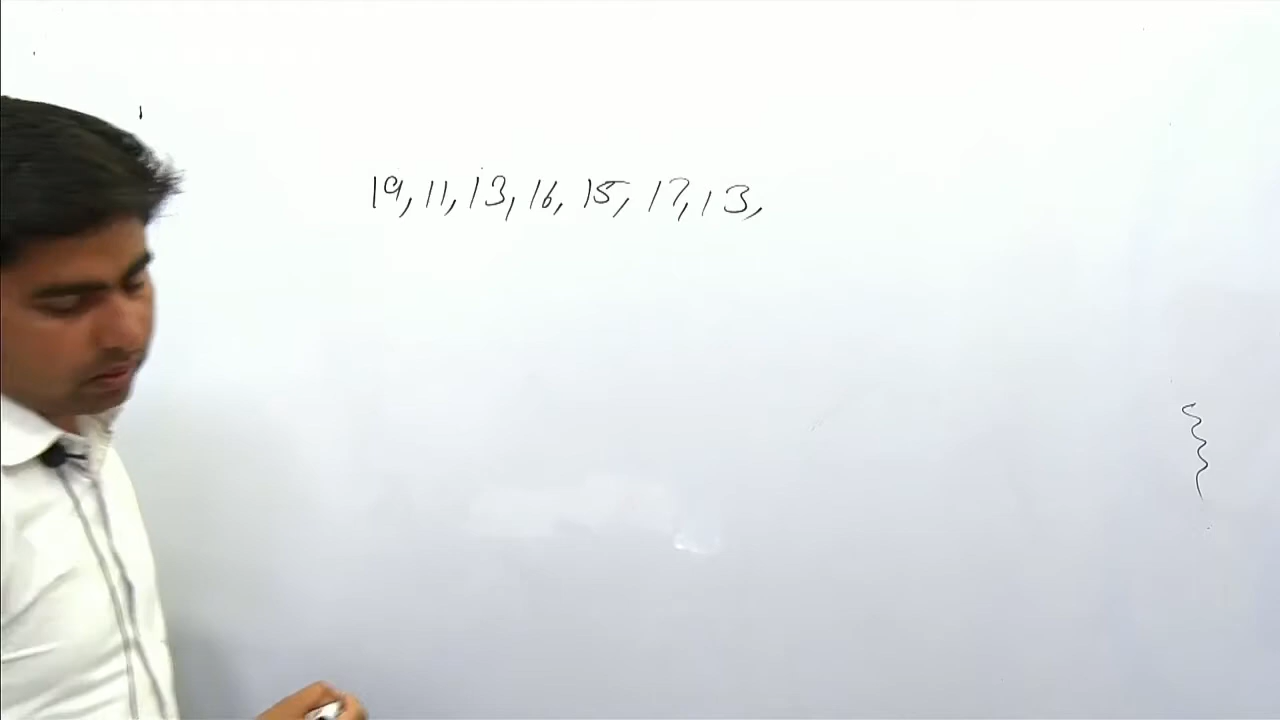 19, 11, 13, 16, 15, 17, 13,